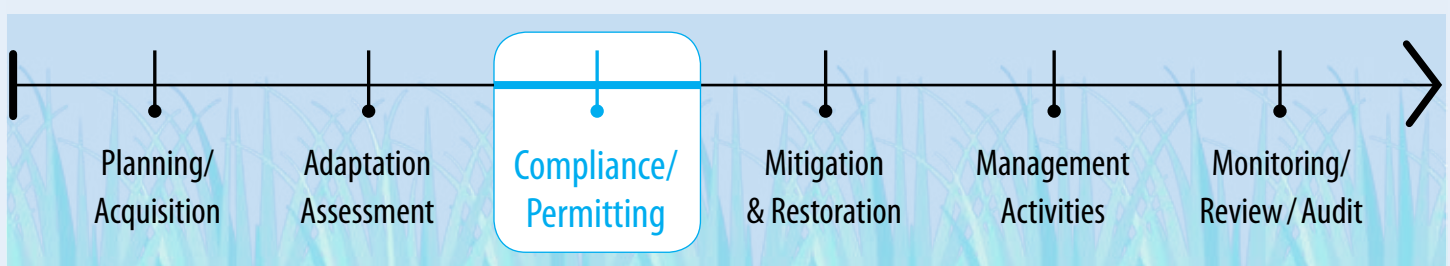 Planning/
Acquisition
Adaptation
Assessment
Compliance/
Permitting
Mitigation
& Restoration
Management
Activities
Monitoring/
Review / Audit